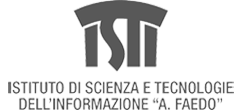 ISTI
ISTITUTO DI SCIENZA E TECNOLOGIE
DELL'INFORMAZIONE "A. FAEDO"